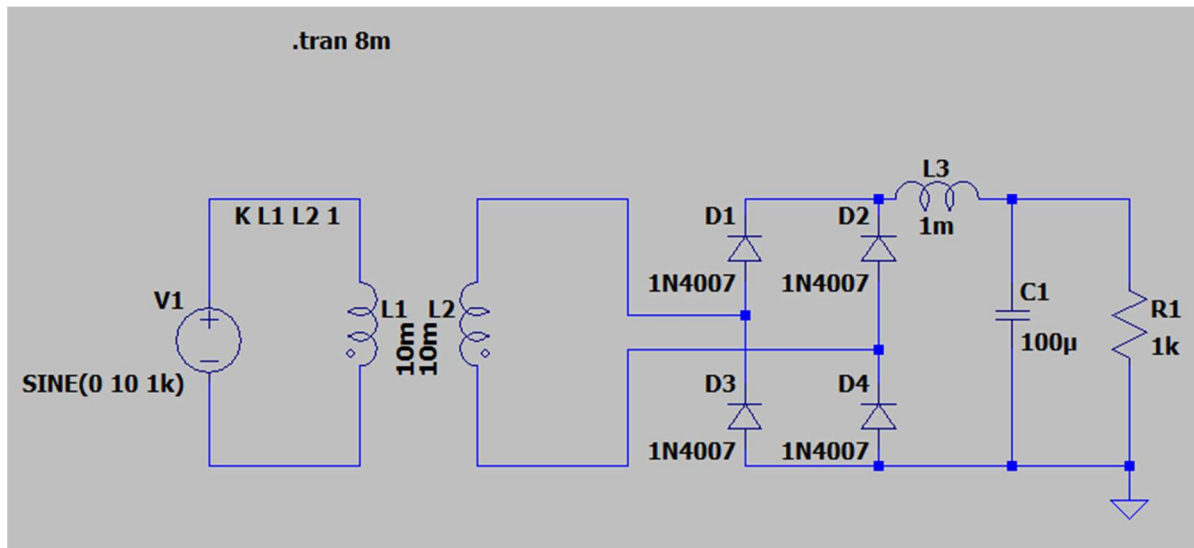 .tran 8m
K L1 L2 1
V1
SINE(0 10 1k)
L1
10m
L2
10m
D1
1N4007
D2
1N4007
D3
1N4007
D4
1N4007
L3
1m
C1
100µ
R1
1k